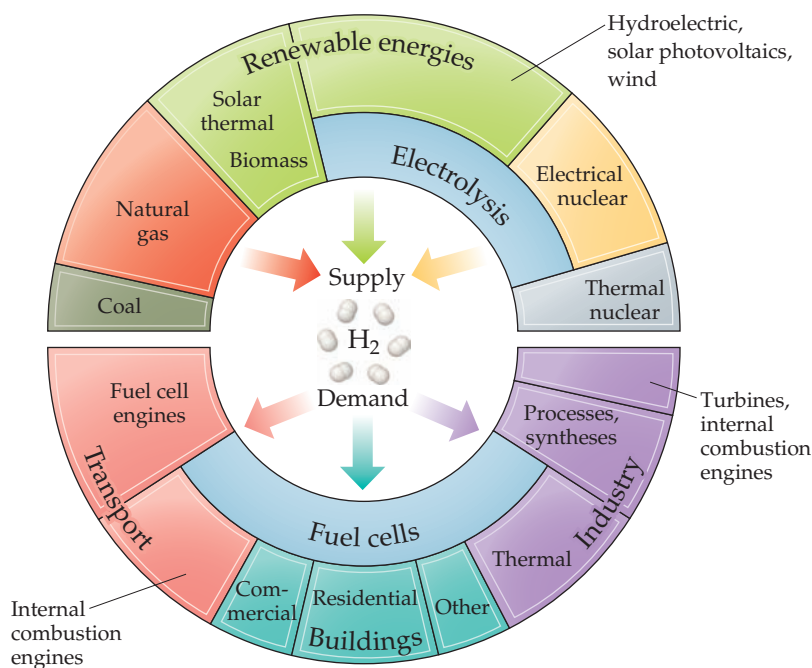 Hydroelectric,
solar photovoltaics,
wind
Renewable energies
Solar
thermal
Biomass
Electrolysis
Electrical
nuclear
Natural
gas
Coal
Thermal
nuclear
Supply
H₂
Demand
Fuel cell
engines
Transport
Processes,
syntheses
Turbines,
internal
combustion
engines
Industry
Fuel cells
Thermal
Com-
mercial
Residential
Other
Buildings
Internal
combustion
engines